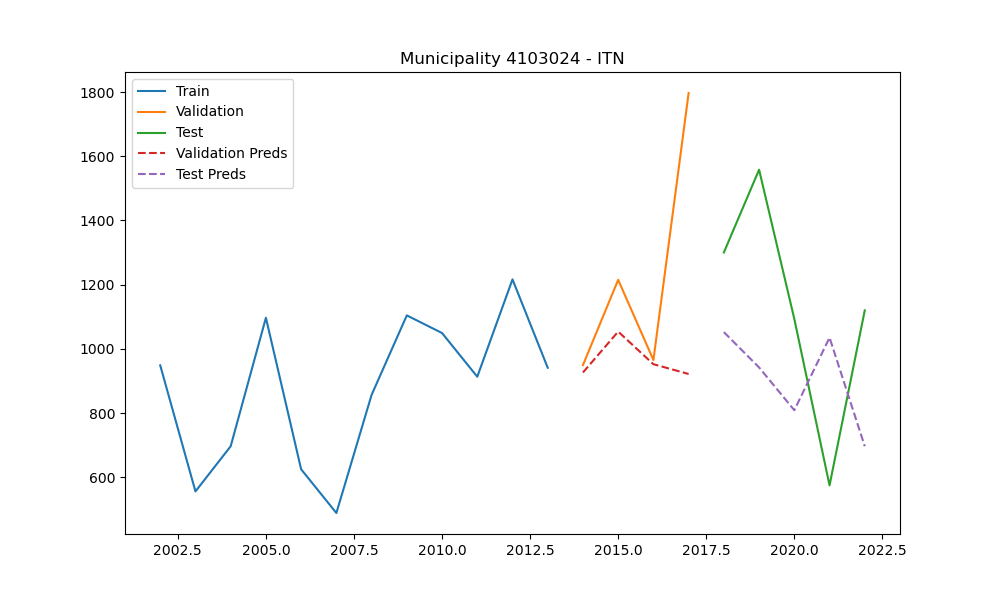 Municipality 4103024 - ITN
Train
Validation
Test
Validation Preds
Test Preds
1800
1600
1400
1200
1000
800
600
2002.5 2005.0 2007.5 2010.0 2012.5 2015.0 2017.5 2020.0 2022.5